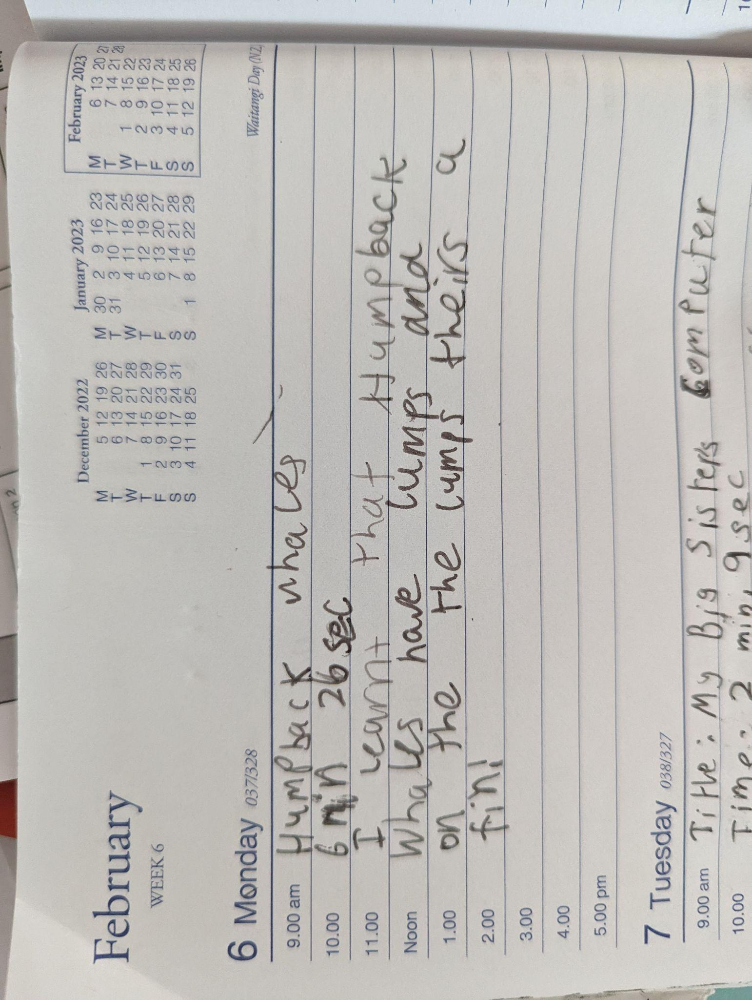 February
WEEK 6
December 2022
M 5 12 19 26
T 6 13 20 27
W 7 14 21 28
T 1 8 15 22 29
F 2 9 16 23 30
S 3 10 17 24 31
S 4 11 18 25
January 2023
M 30 2 9 16 23
T 31 3 10 17 24
W 4 11 18 25
T 5 12 19 26
F 6 13 20 27
S 7 14 21 28
S 1 8 15 22 29
February 2023
M 6 13 20 27
T 7 14 21 28
W 1 8 15 22
T 2 9 16 23
F 3 10 17 24
S 4 11 18 25
S 5 12 19 26
6 Monday 037/328 Waitangi Day (NZ)
9.00 am Humpback whales
10.00 6 min 26 sec
11.00 I learnt that Humpback
Noon Whales have lumps and
1.00 on the the lumps theirs a
2.00 fin!
3.00
4.00
5.00 pm
7 Tuesday 038/327
9.00 am Title: My Big Sisters Computer
10.00 Time: 2 min, 9 sec